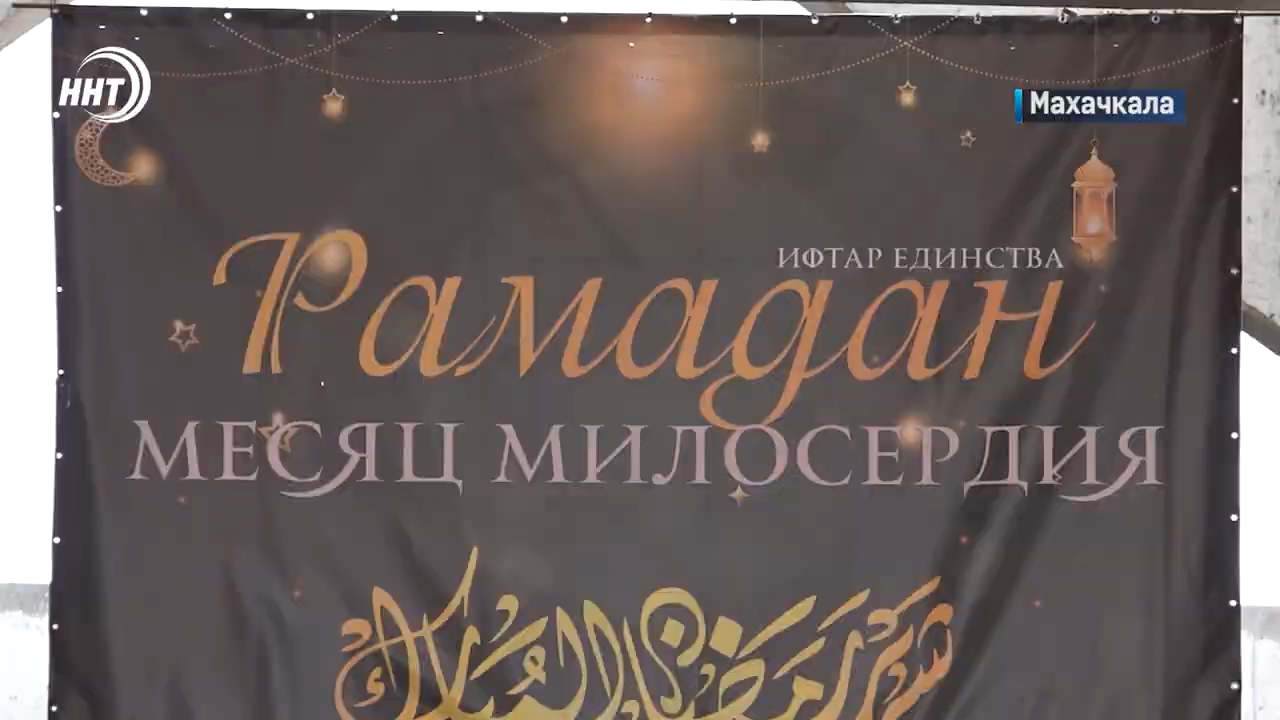 ННТ
Махачкала
ИФТАР ЕДИНСТВА
Рамадан
МЕСЯЦ МИЛОСЕРДИЯ
شهر رمضان المبارك